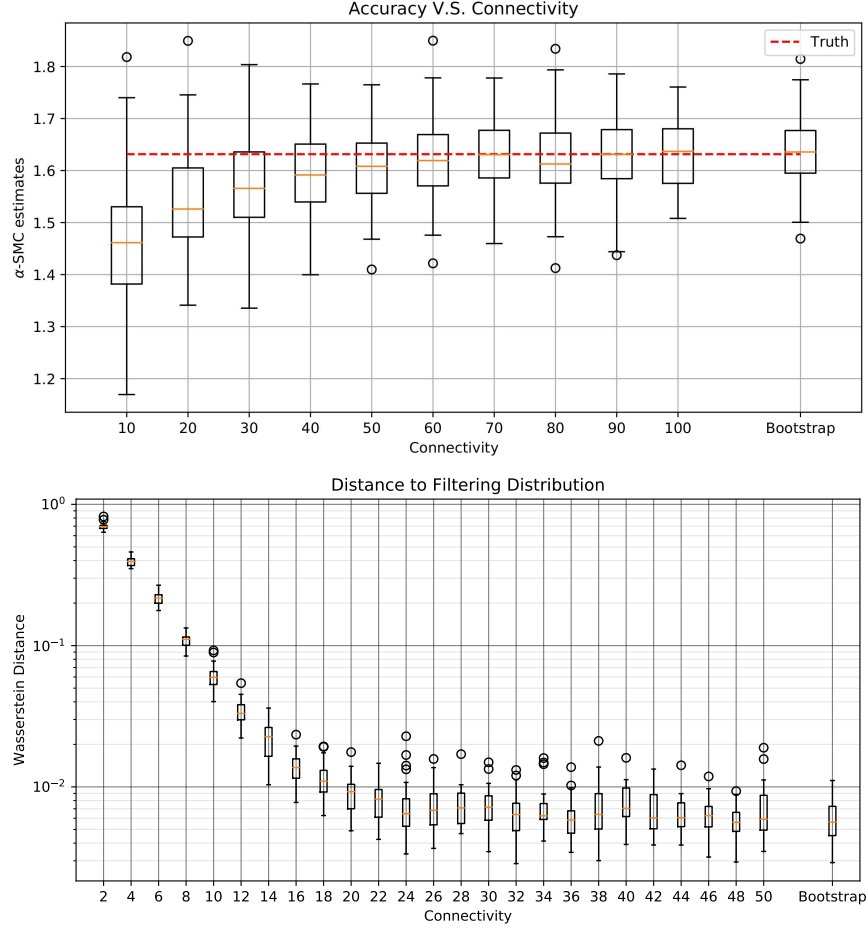 Accuracy V.S. Connectivity
Truth
α-SMC estimates
1.8
1.7
1.6
1.5
1.4
1.3
1.2
10 20 30 40 50 60 70 80 90 100 Bootstrap
Connectivity
Distance to Filtering Distribution
Wasserstein Distance
10⁰
10⁻¹
10⁻²
2 4 6 8 10 12 14 16 18 20 22 24 26 28 30 32 34 36 38 40 42 44 46 48 50 Bootstrap
Connectivity